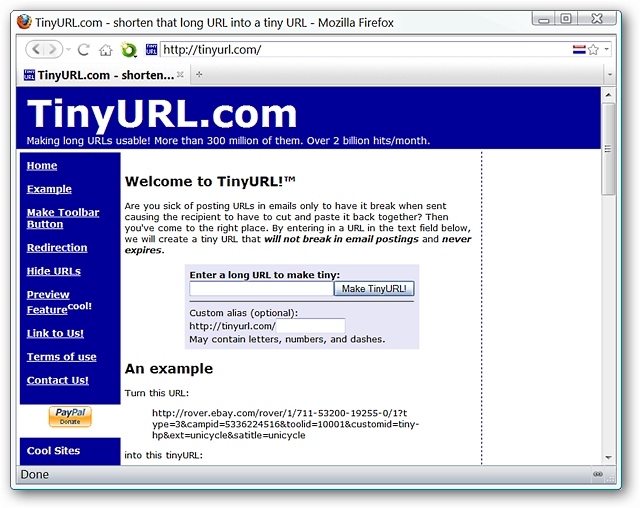 TinyURL.com - shorten that long URL into a tiny URL - Mozilla Firefox
TINY URL http://tinyurl.com/
TINY URL TinyURL.com - shorten...
TinyURL.com
Making long URLs usable! More than 300 million of them. Over 2 billion hits/month.
Home
Example
Make Toolbar
Button
Redirection
Hide URLs
Preview
Feature cool!
Link to Us!
Terms of use
Contact Us!
PayPal
Donate
Cool Sites
Welcome to TinyURL!™
Are you sick of posting URLs in emails only to have it break when sent
causing the recipient to have to cut and paste it back together? Then
you've come to the right place. By entering in a URL in the text field below,
we will create a tiny URL that will not break in email postings and never
expires.
Enter a long URL to make tiny:
Make TinyURL!
Custom alias (optional):
http://tinyurl.com/
May contain letters, numbers, and dashes.
An example
Turn this URL:
http://rover.ebay.com/rover/1/711-53200-19255-0/1?t
ype=3&campid=5336224516&toolid=10001&customid=tiny-
hp&ext=unicycle&satitle=unicycle
into this tinyURL:
Done